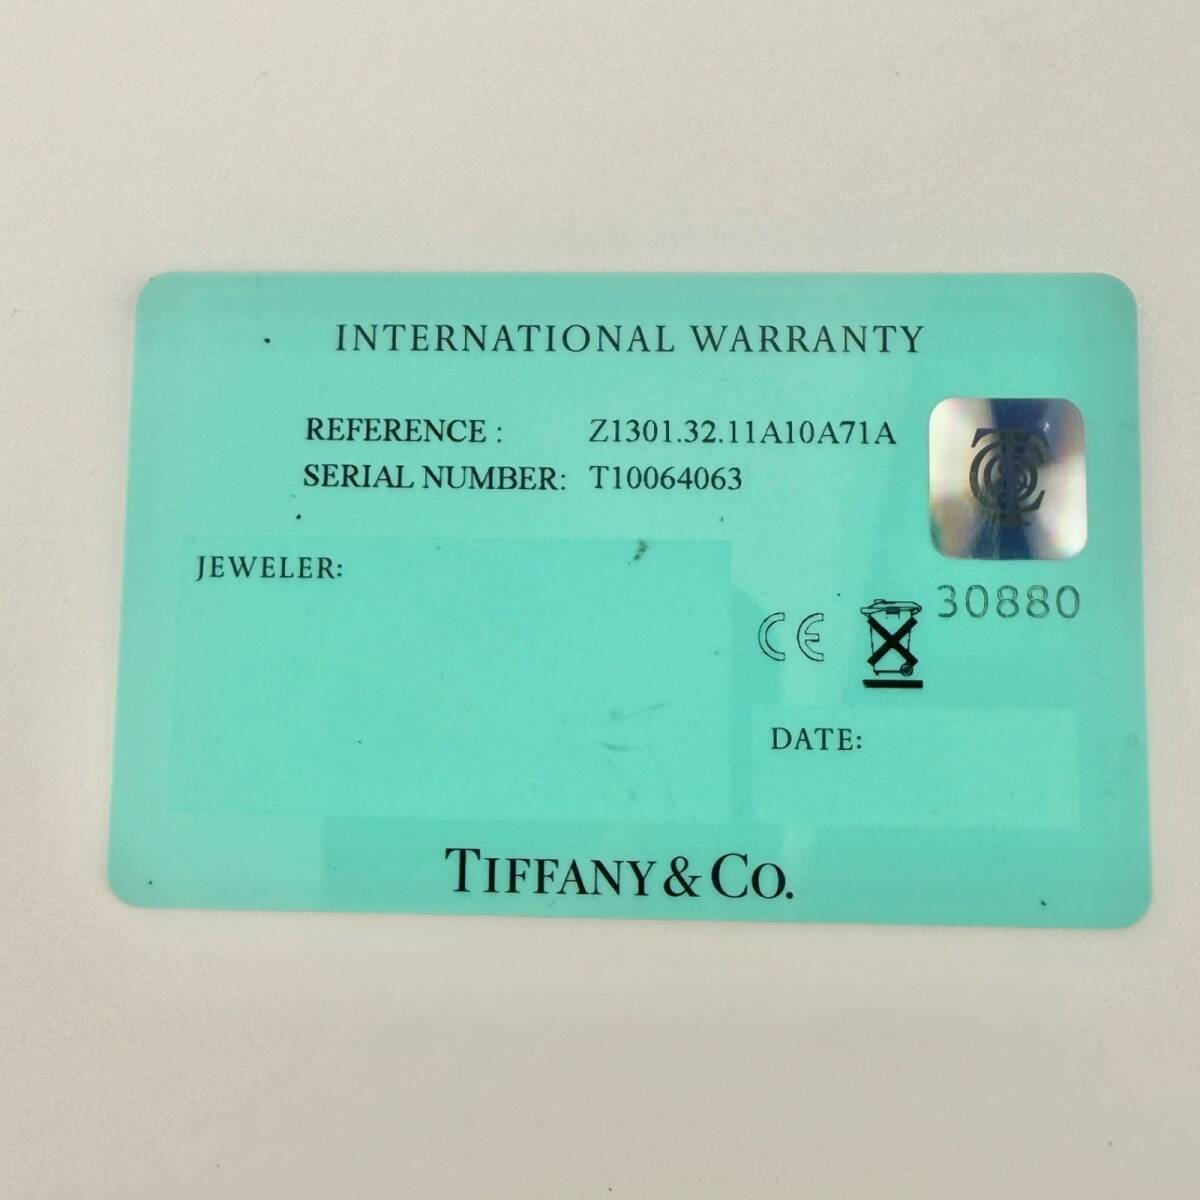 INTERNATIONAL WARRANTY
REFERENCE : Z1301.32.11A10A71A
SERIAL NUMBER: T10064063
JEWELER:
30880
CE
DATE:
TIFFANY & CO.